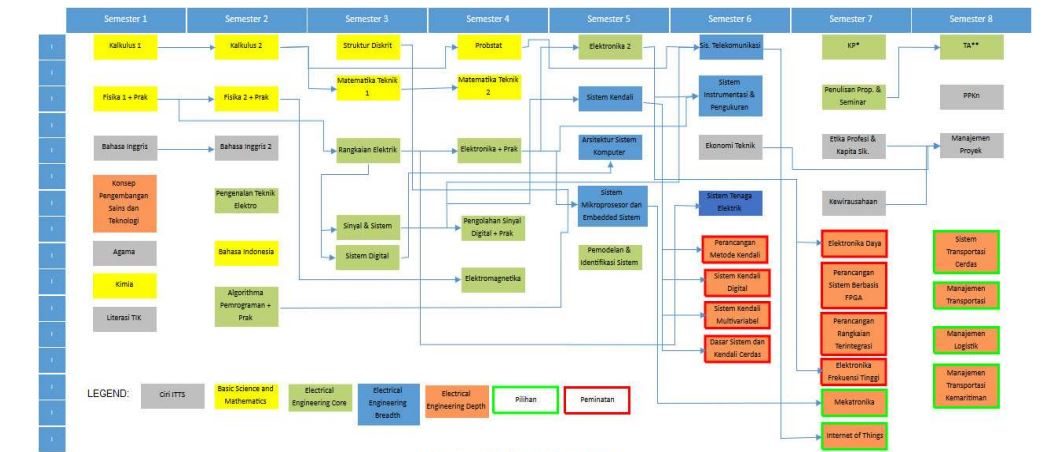 Semester 1
Semester 2
Semester 3
Semester 4
Semester 5
Semester 6
Semester 7
Semester 8
Kalkulus 1
Kalkulus 2
Struktur Diskrit
Probstat
Elektronika 2
Sis. Telekomunikasi
KP*
TA**
Matematika Teknik
1
Matematika Teknik
2
Fisika 1 + Prak
Fisika 2 + Prak
Sistem Kendali
Sistem
Instrumentasi &
Pengukuran
Penulisan Prop. &
Seminar
PPKn
Bahasa Inggris
Bahasa Inggris 2
Rangkaian Elektrik
Elektronika + Prak
Arsitektur Sistem
Komputer
Ekonomi Teknik
Etika Profesi &
Kapita Slk.
Manajemen
Proyek
Konsep
Pengembangan
Sains dan
Teknologi
Pengenalan Teknik
Elektro
Sistem
Mikroprosesor dan
Embedded Sistem
Sistem Tenaga
Elektrik
Kewirausahaan
Sinyal & Sistem
Pengolahan Sinyal
Digital + Prak
Agama
Bahasa Indonesia
Sistem Digital
Pemodelan &
Identifikasi Sistem
Perancangan
Metode Kendali
Elektronika Daya
Sistem
Transportasi
Cerdas
Kimia
Algorithma
Pemrograman +
Prak
Elektromagnetika
Sistem Kendali
Digital
Perancangan
Sistem Berbasis
FPGA
Manajemen
Transportasi
Literasi TIK
Sistem Kendali
Multivariabel
Perancangan
Rangkaian
Terintegrasi
Manajemen
Logistik
Dasar Sistem dan
Kendali Cerdas
Elektronika
Frekuensi Tinggi
Manajemen
Transportasi
Kemaritiman
Mekatronika
Internet of Things
LEGEND:
Ciri ITTS
Basic Science and
Mathematics
Electrical
Engineering Core
Electrical
Engineering
Breadth
Electrical
Engineering Depth
Pilihan
Peminatan